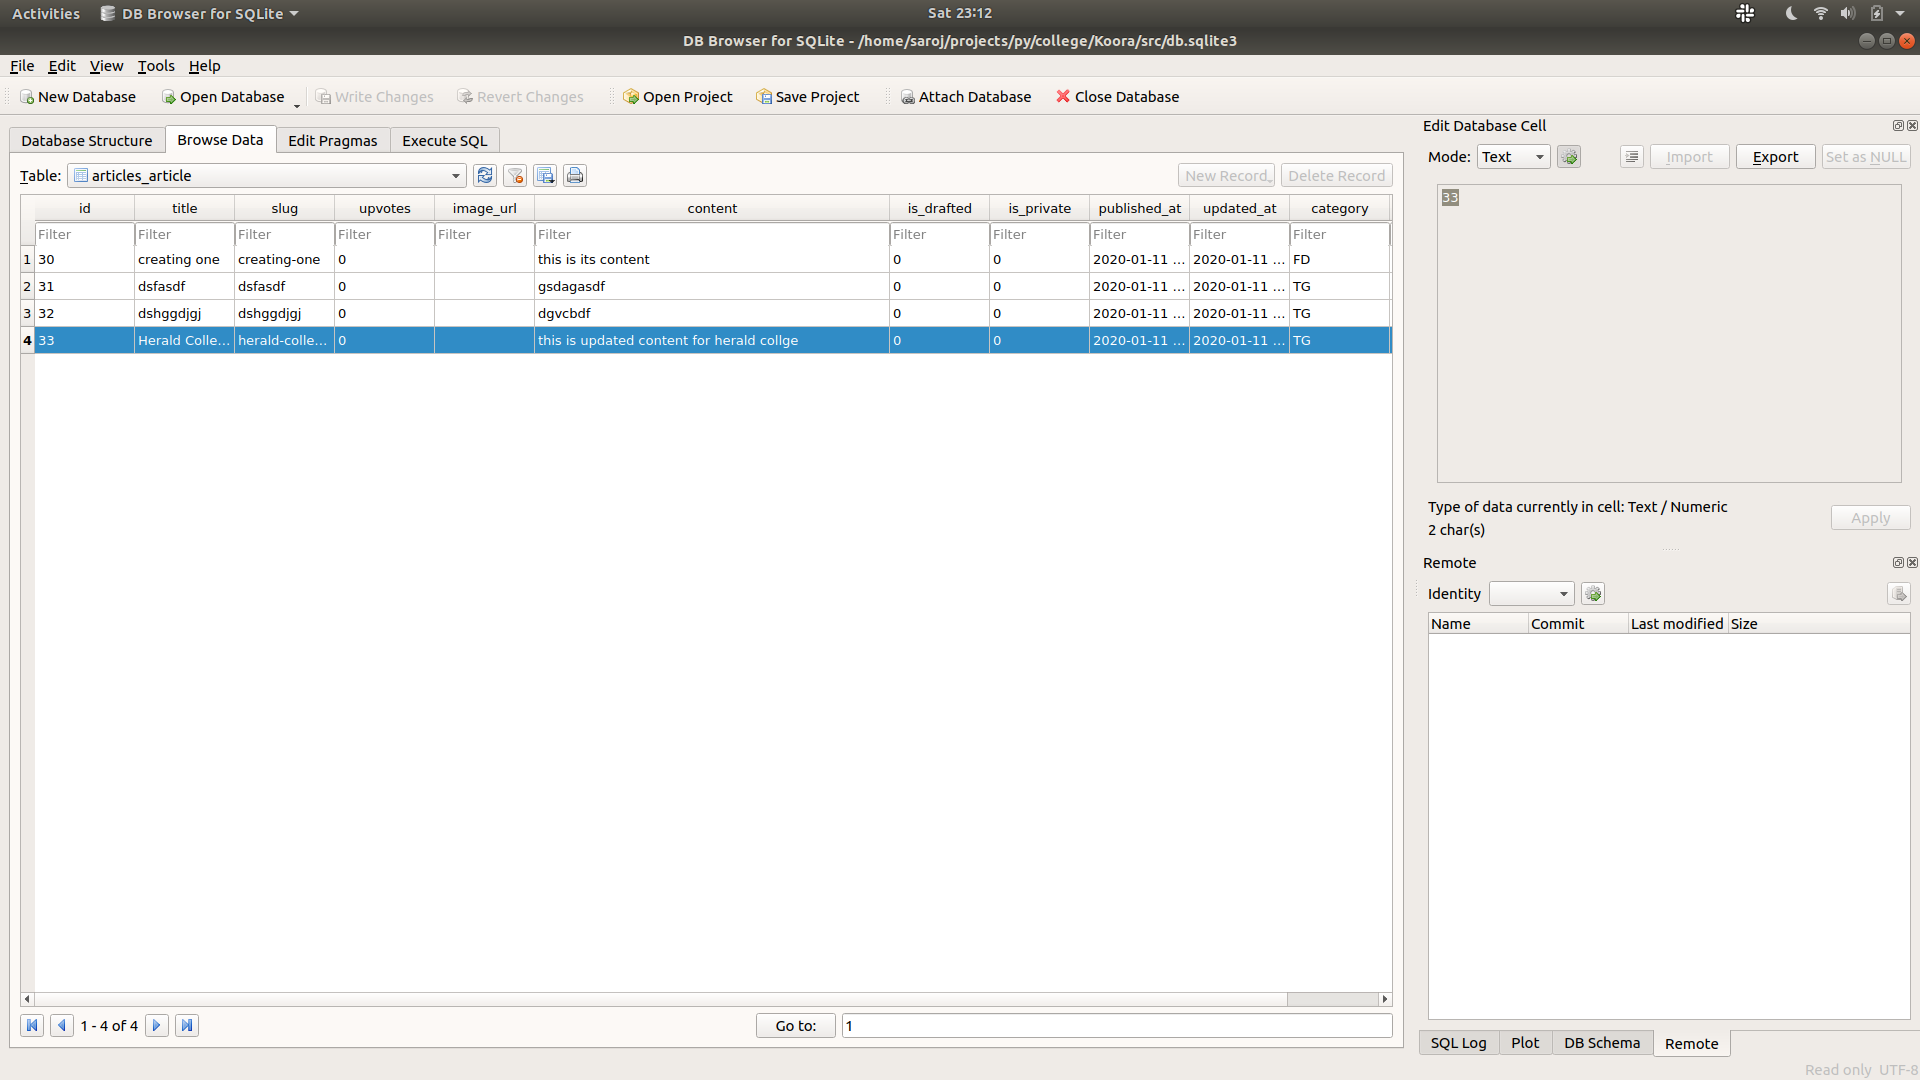 Activities DB Browser for SQLite Sat 23:12
DB Browser for SQLite - /home/saroj/projects/py/college/Koora/src/db.sqlite3
File Edit View Tools Help
New Database Open Database Write Changes Revert Changes Open Project Save Project Attach Database Close Database
Database Structure Browse Data Edit Pragmas Execute SQL
Table: articles_article New Record Delete Record
id title slug upvotes image_url content is_drafted is_private published_at updated_at category
Filter Filter Filter Filter Filter Filter Filter Filter Filter Filter Filter
1 30 creating one creating-one 0 this is its content 0 0 2020-01-11 ... 2020-01-11 ... FD
2 31 dsfasdf dsfasdf 0 gsdagasdf 0 0 2020-01-11 ... 2020-01-11 ... TG
3 32 dshggdjgj dshggdjgj 0 dgvcbdf 0 0 2020-01-11 ... 2020-01-11 ... TG
4 33 Herald Colle... herald-colle... 0 this is updated content for herald collge 0 0 2020-01-11 ... 2020-01-11 ... TG
1 - 4 of 4 Go to: 1
Edit Database Cell
Mode: Text Import Export Set as NULL
33
Type of data currently in cell: Text / Numeric
2 char(s)
Apply
Remote
Identity
Name Commit Last modified Size
SQL Log Plot DB Schema Remote
Read only UTF-8